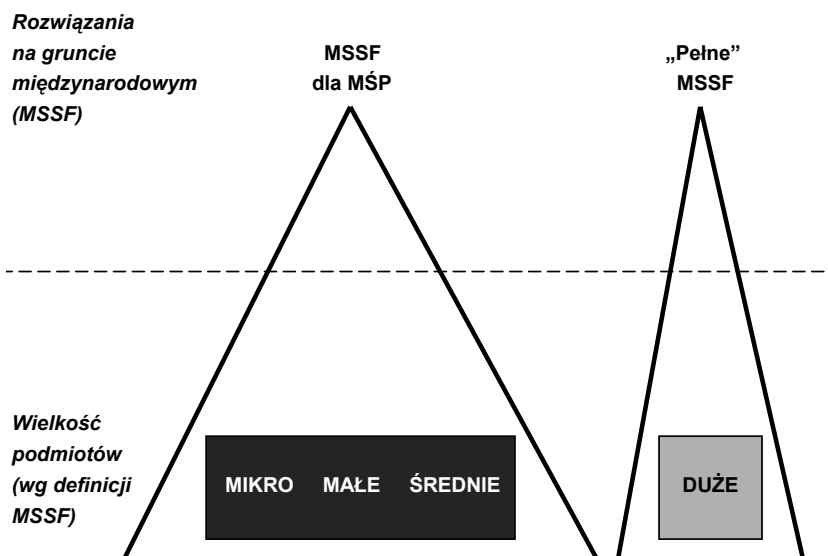 Rozwiązania
na gruncie
międzynarodowym
(MSSF)
MSSF
dla MŚP
„Pełne”
MSSF
Wielkość
podmiotów
(wg definicji
MSSF)
MIKRO MAŁE ŚREDNIE
DUŻE